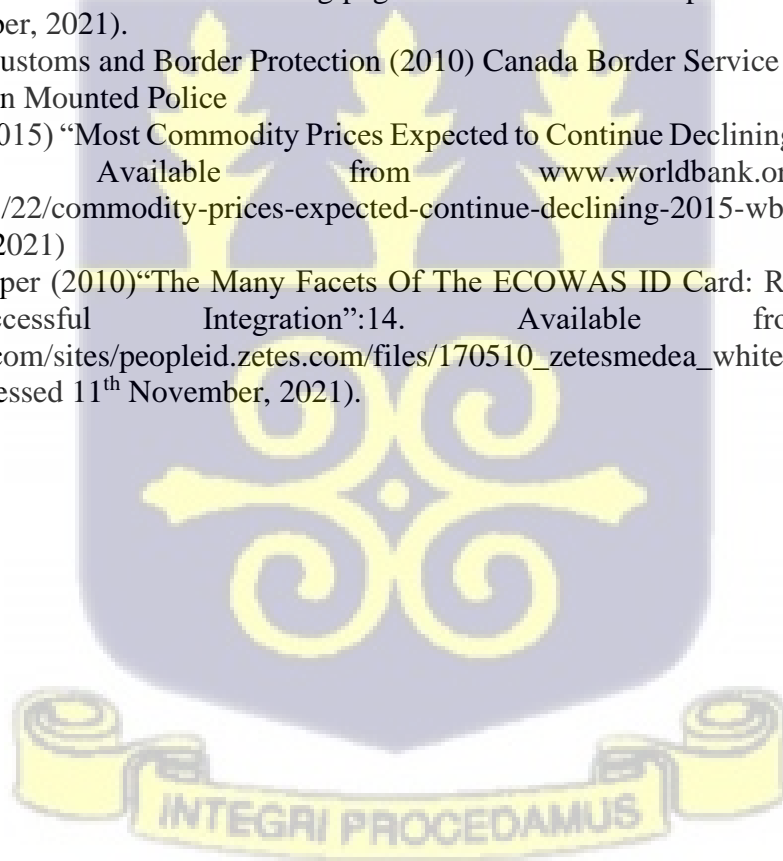 ber, 2021).
ustoms and Border Protection (2010) Canada Border Service
n Mounted Police
015) “Most Commodity Prices Expected to Continue Declining
Available from www.worldbank.or
/22/commodity-prices-expected-continue-declining-2015-wb
2021)
per (2010)“The Many Facets Of The ECOWAS ID Card: R
ccessful Integration”:14. Available fro
com/sites/peopleid.zetes.com/files/170510_zetesmedea_white
essed 11th November, 2021).
INTEGRI PROCEDAMUS